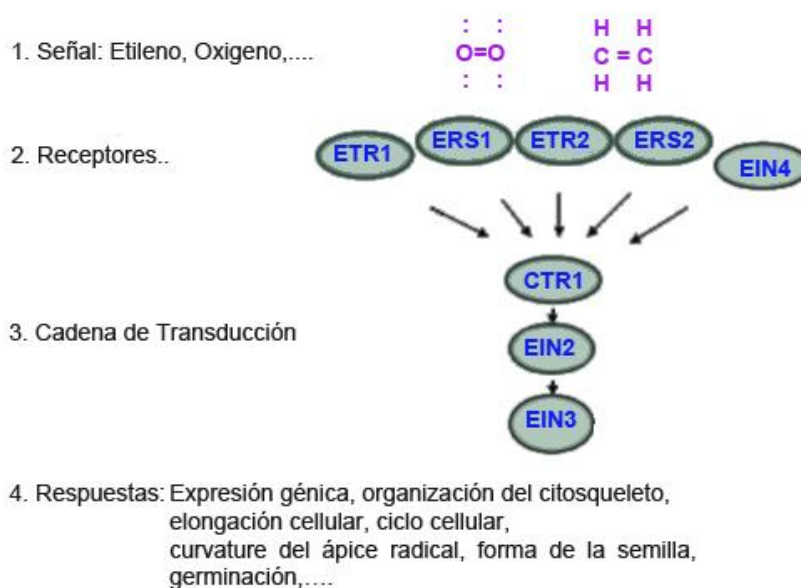 1. Señal: Etileno, Oxigeno,....
: :
O=O
: :
H H
C = C
H H
2. Receptores..
ETR1
ERS1
ETR2
ERS2
EIN4
CTR1
3. Cadena de Transducción
EIN2
EIN3
4. Respuestas: Expresión génica, organización del citosqueleto,
elongación cellular, ciclo cellular,
curvature del ápice radical, forma de la semilla,
germinación,....